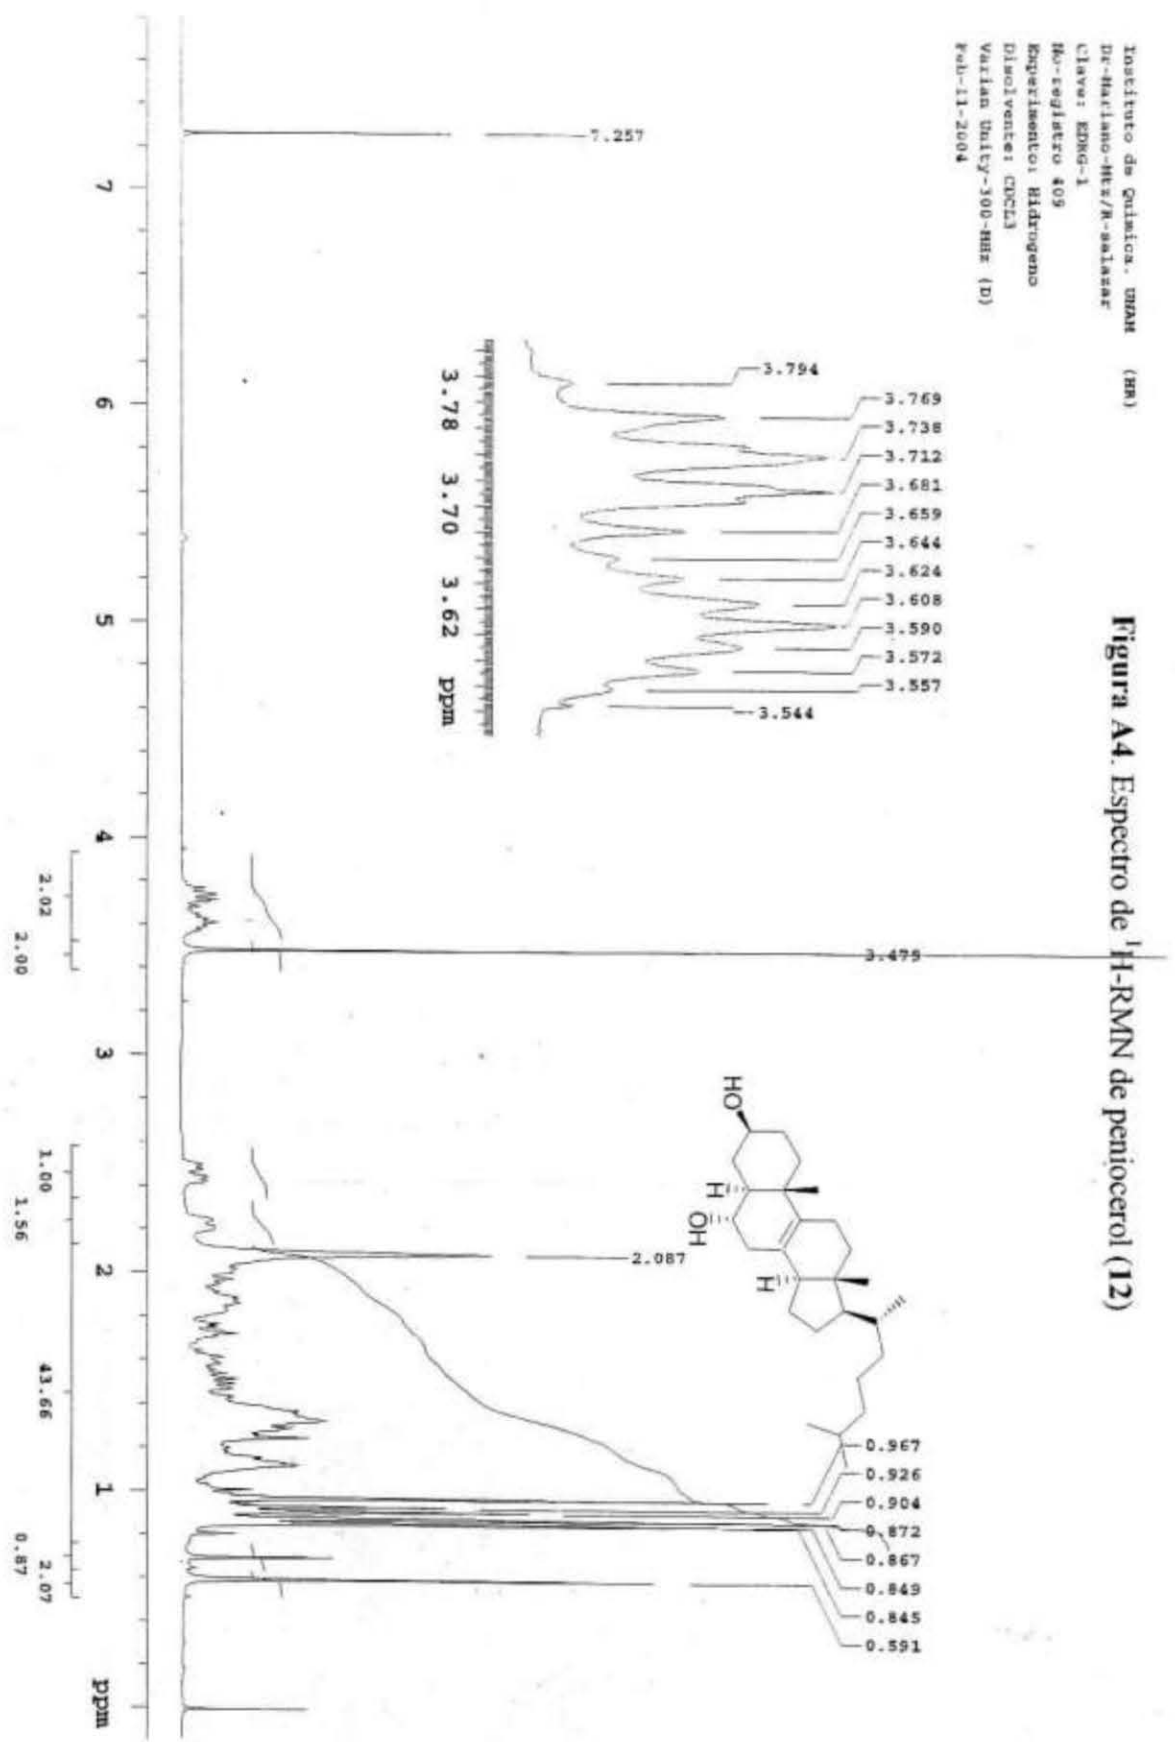 Instituto de Quimica. UNAM (HR)
Dr-Mariano-Mtz/R-salazar
Clave: EDKG-1
No-registro 409
Experimento: Hidrogeno
Disolvente: CDCL3
Varian Unity-300-MHz (D)
Feb-11-2004
Figura A4. Espectro de ¹H-RMN de peniocerol (12)
7.257
3.794
3.769
3.738
3.712
3.681
3.659
3.644
3.624
3.608
3.590
3.572
3.557
3.544
3.78 3.70 3.62 ppm
3.475
HO
H
OH
H
2.087
0.967
0.926
0.904
0.872
0.867
0.849
0.845
0.591
7 6 5 4 3 2 1 ppm
2.02 1.00 43.66 2.07
2.00 1.56 0.87